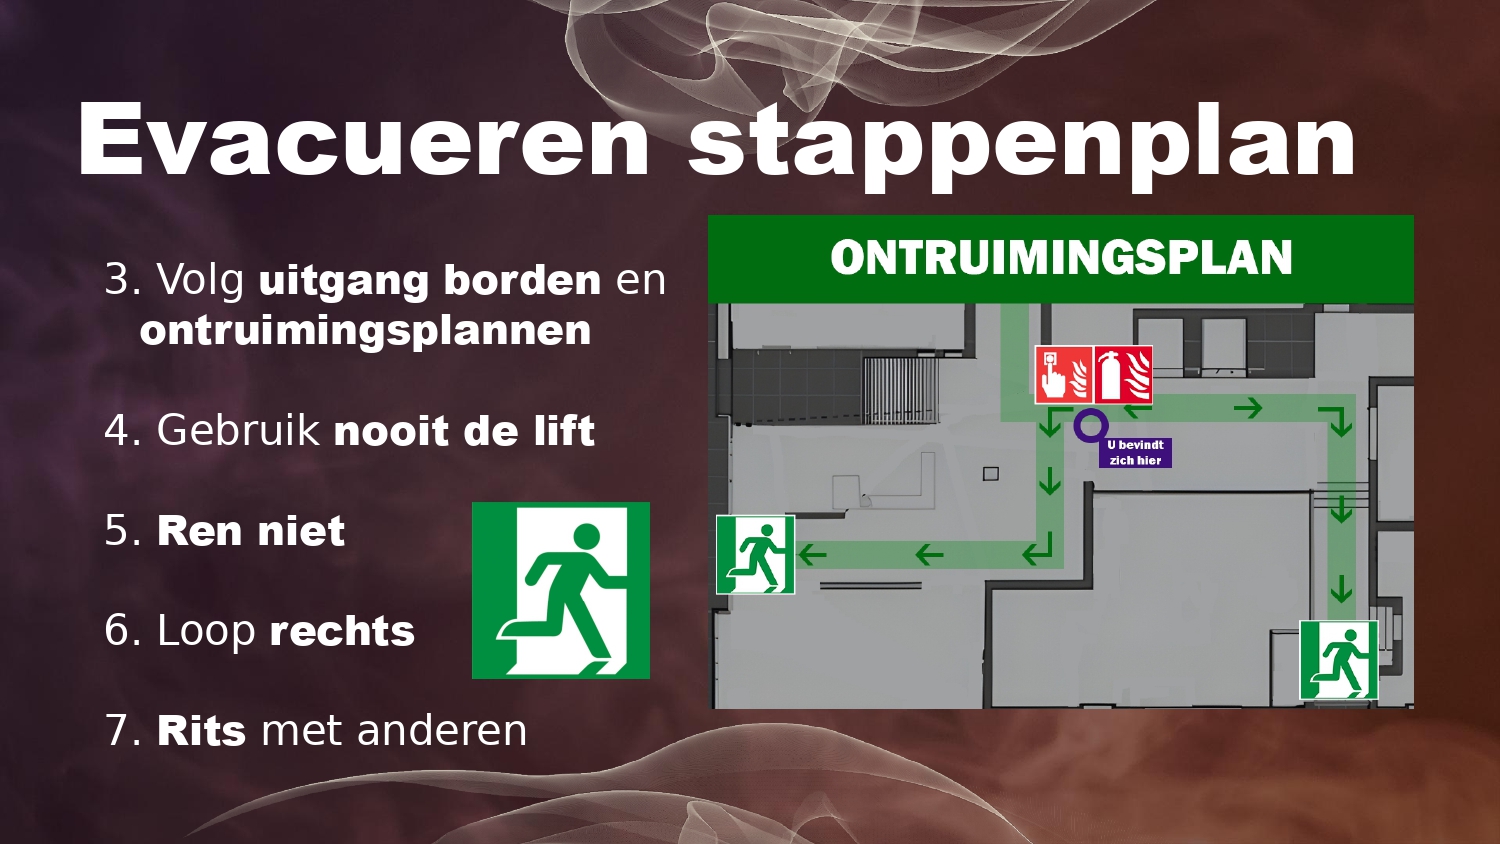 Evacueren stappenplan
3. Volg uitgang borden en
ontruimingsplannen
4. Gebruik nooit de lift
5. Ren niet
6. Loop rechts
7. Rits met anderen
ONTRUIMINGSPLAN
U bevindt
zich hier